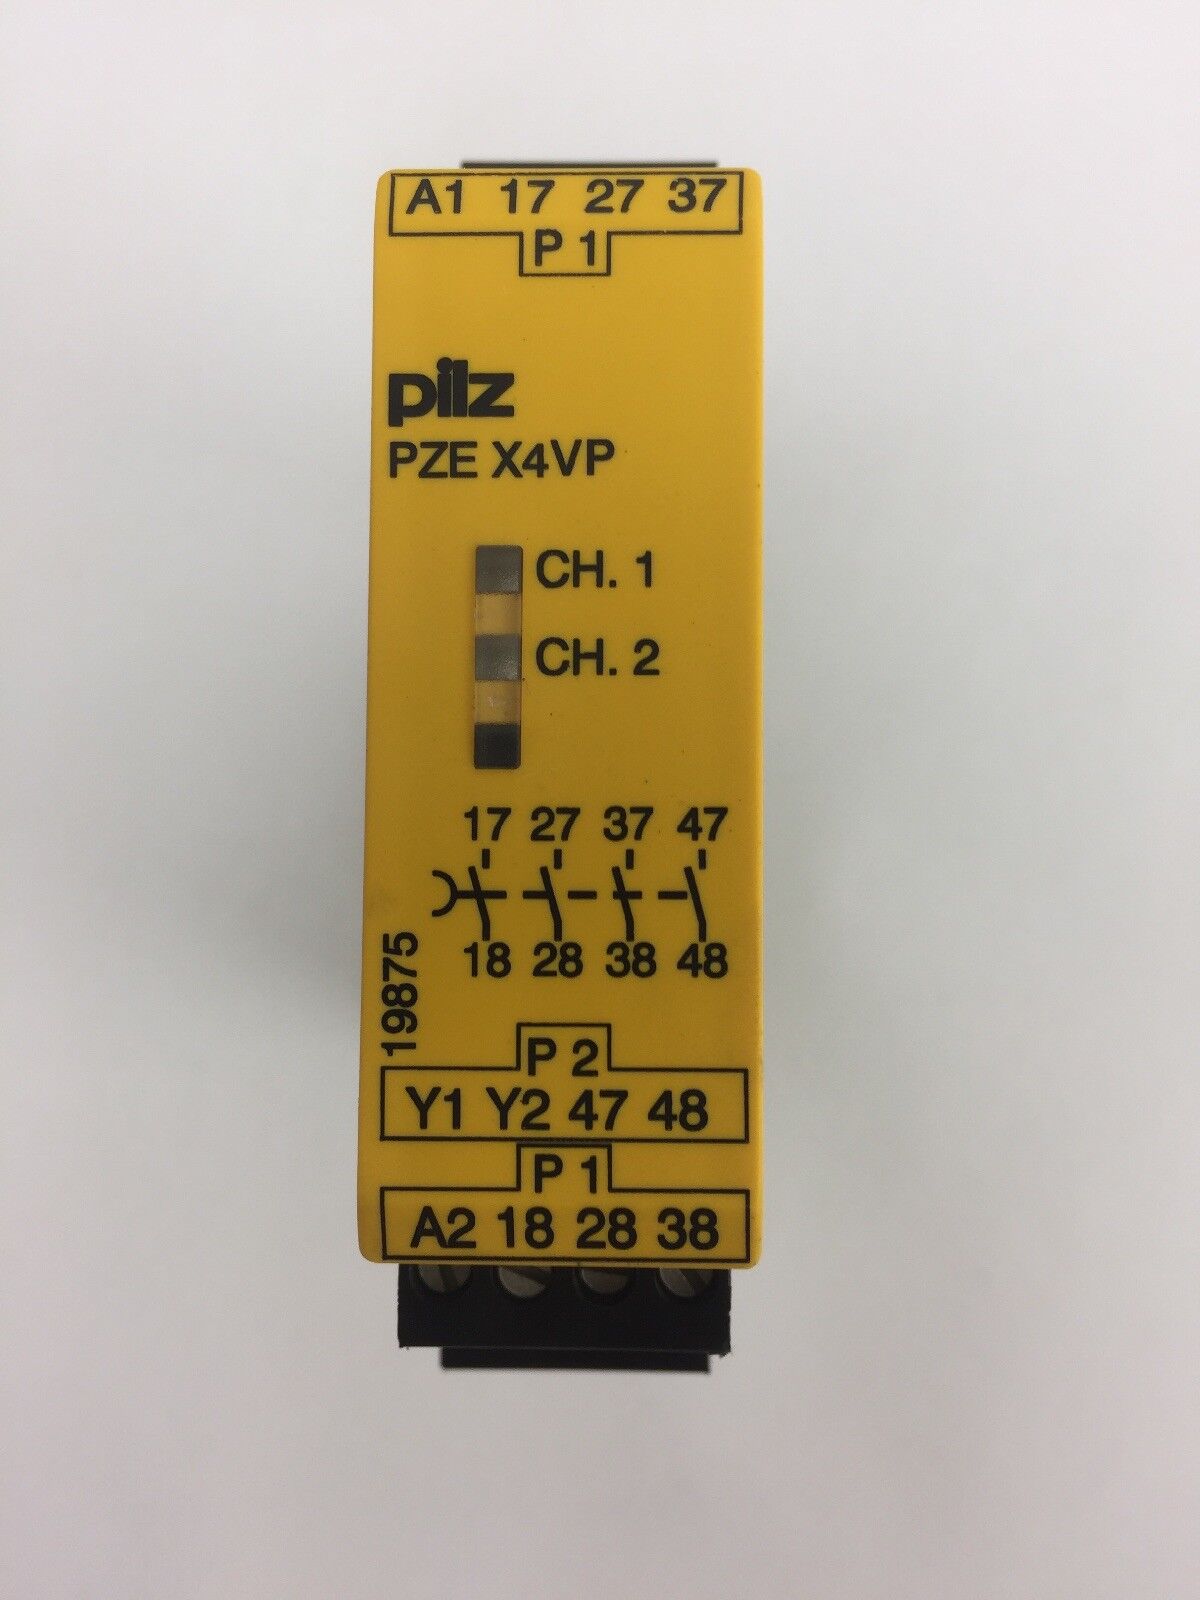 A1 17 27 37
P 1
pilz
PZE X4VP
CH. 1
CH. 2
17 27 37 47
18 28 38 48
19875
P 2
Y1 Y2 47 48
P 1
A2 18 28 38